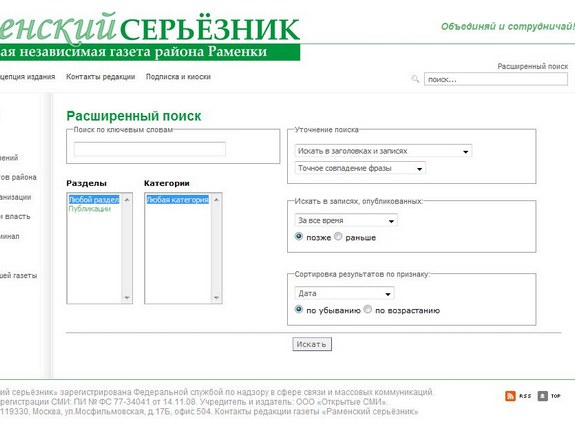 енский СЕРЬЁЗНИК
ая независимая газета района Раменки
Объединяй и сотрудничай!
цепция издания Контакты редакции Подписка и киоски
Расширенный поиск
поиск...
Расширенный поиск
Поиск по ключевым словам
Уточнение поиска
Искать в заголовках и записях
Точное совпадение фразы
Разделы Категории
Любой раздел
Публикации
Любая категория
Искать в записях, опубликованных:
За все время
позже раньше
Сортировка результатов по признаку:
Дата
по убыванию по возрастанию
Искать
ений
тов района
анизации
и власть
минал
шей газеты
ий серьёзник» зарегистрирована Федеральной службой по надзору в сфере связи и массовых коммуникаций.
регистрации СМИ: ПИ № ФС 77-34041 от 14.11.08. Учредитель и издатель: ООО «Открытые СМИ».
119330, Москва, ул.Мосфильмовская, д.17Б, офис 504. Контакты редакции газеты «Раменский серьёзник»
RSS TOP